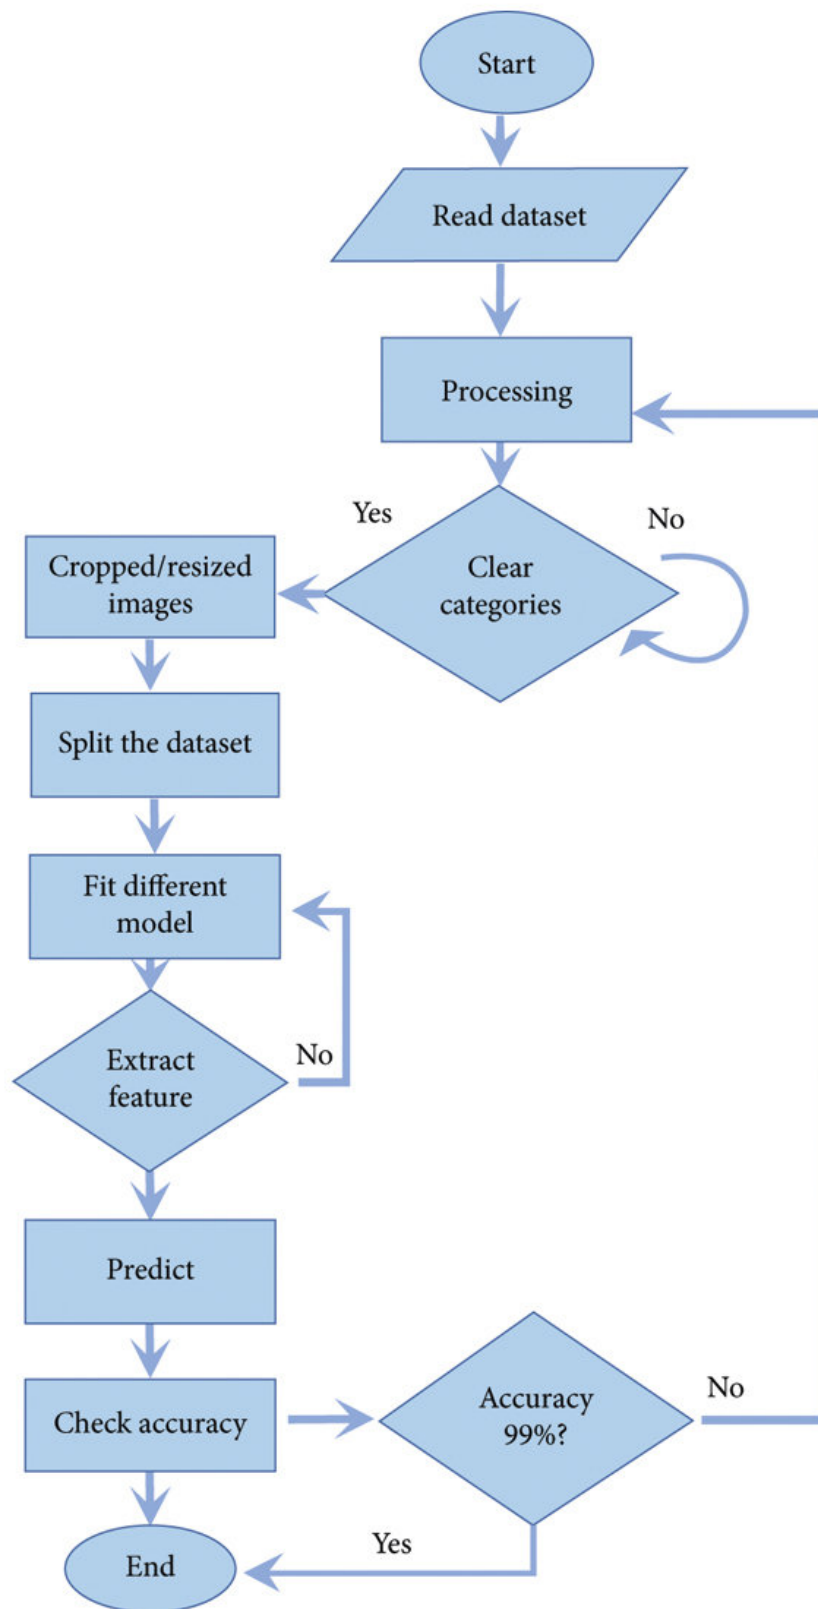 Start
Read dataset
Processing
Yes
No
Clear
categories
Cropped/resized
images
Split the dataset
Fit different
model
Extract
feature
No
Predict
Check accuracy
Accuracy
99%?
No
Yes
End